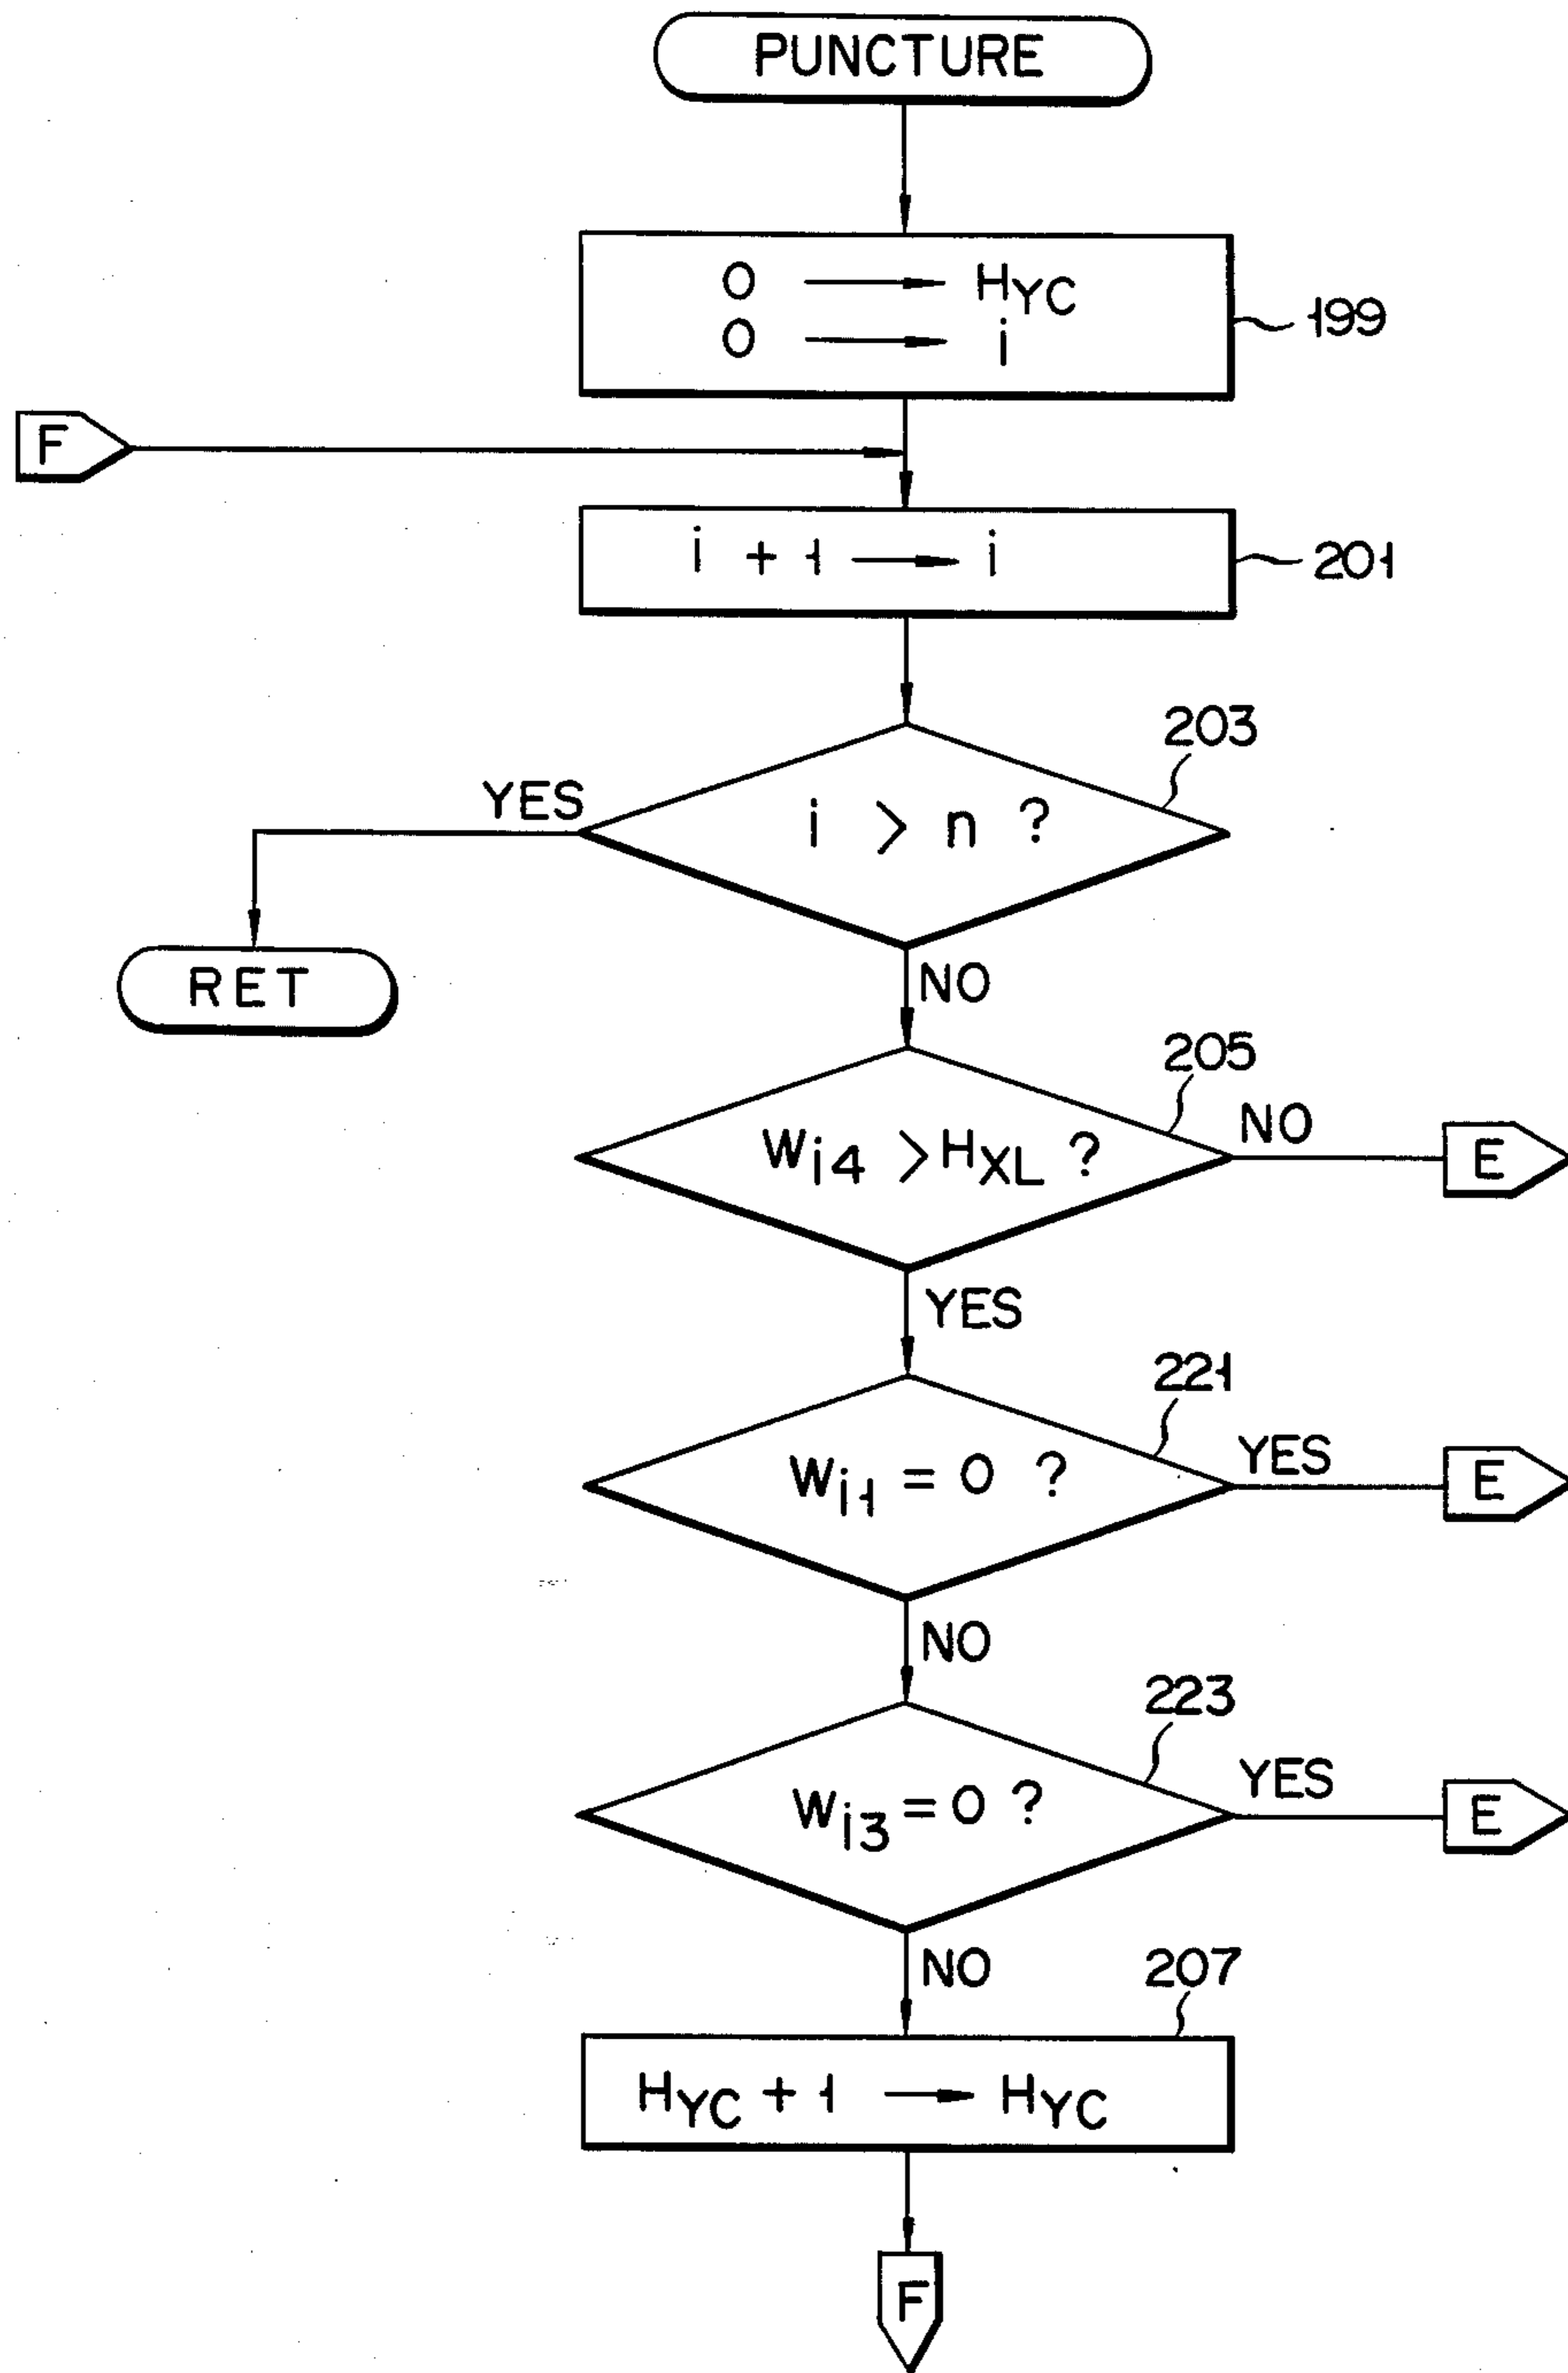 PUNCTURE
0 → HYC
0 → i
199
F
i + 1 → i
201
203
YES
i > n ?
RET
NO
205
Wi4 > HXL ?
NO
E
YES
221
Wi1 = 0 ?
YES
E
NO
223
Wi3 = 0 ?
YES
E
NO
207
HYC + 1 → HYC
F